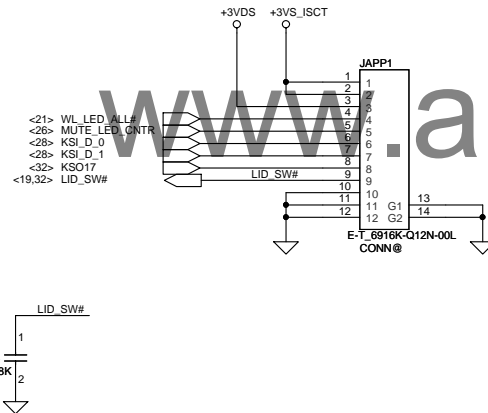 +3VDS +3VS_ISCT
JAPP1
www.a
<21> WL_LED_ALL#
<26> MUTE_LED_CNTR
<28> KSI_D_0
<28> KSI_D_1
<32> KSO17
<19,32> LID_SW#
LID_SW#
1 1
2 2
3 3
4 4
5 5
6 6
7 7
8 8
9 9
10 10
11 11
12 12
G1 13
G2 14
E-T_6916K-Q12N-00L
CONN@
LID_SW#
1
8K
2